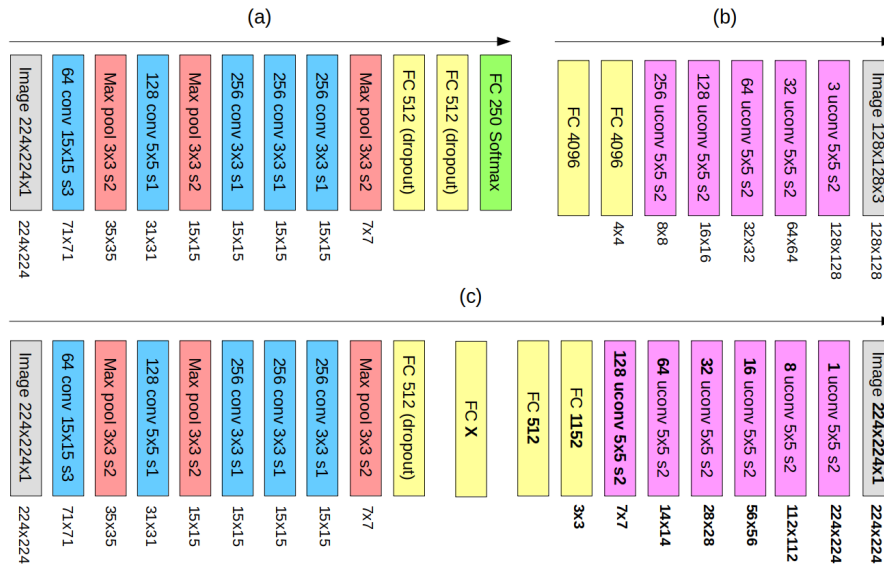 (a)
Image 224x224x1
64 conv 15x15 s3
Max pool 3x3 s2
128 conv 5x5 s1
Max pool 3x3 s2
256 conv 3x3 s1
256 conv 3x3 s1
256 conv 3x3 s1
Max pool 3x3 s2
FC 512 (dropout)
FC 512 (dropout)
FC 250 Softmax
224x224
71x71
35x35
31x31
15x15
15x15
15x15
15x15
7x7
(b)
FC 4096
FC 4096
256 uconv 5x5 s2
128 uconv 5x5 s2
64 uconv 5x5 s2
32 uconv 5x5 s2
3 uconv 5x5 s2
Image 128x128x3
4x4
8x8
16x16
32x32
64x64
128x128
128x128
(c)
Image 224x224x1
64 conv 15x15 s3
Max pool 3x3 s2
128 conv 5x5 s1
Max pool 3x3 s2
256 conv 3x3 s1
256 conv 3x3 s1
256 conv 3x3 s1
Max pool 3x3 s2
FC 512 (dropout)
FC X
FC 512
FC 1152
128 uconv 5x5 s2
64 uconv 5x5 s2
32 uconv 5x5 s2
16 uconv 5x5 s2
8 uconv 5x5 s2
1 uconv 5x5 s2
Image 224x224x1
224x224
71x71
35x35
31x31
15x15
15x15
15x15
15x15
7x7
3x3
7x7
14x14
28x28
56x56
112x112
224x224
224x224